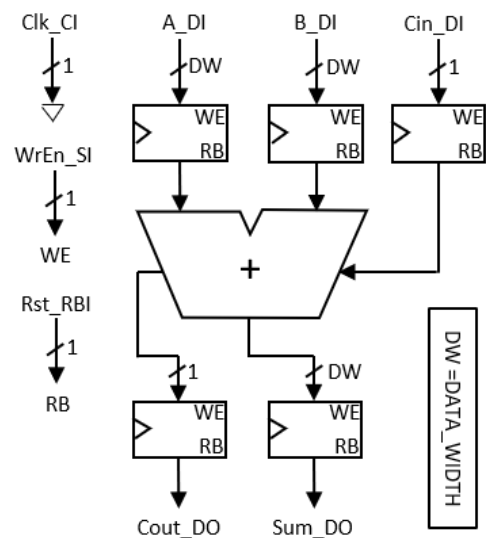 Clk_CI
A_DI
B_DI
Cin_DI
1
DW
DW
1
WE
RB
WE
RB
WE
RB
WrEn_SI
1
WE
+
Rst_RBI
1
RB
1
DW
WE
RB
WE
RB
DW =DATA_WIDTH
Cout_DO
Sum_DO